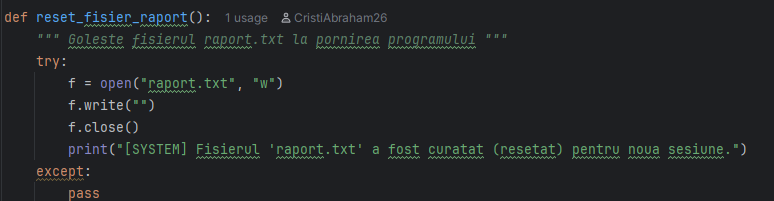 def reset_fisier_raport(): 1 usage CristiAbraham26
""" Goleste fisierul raport.txt la pornirea programului """
try:
f = open("raport.txt", "w")
f.write("")
f.close()
print("[SYSTEM] Fisierul 'raport.txt' a fost curatat (resetat) pentru noua sesiune.")
except:
pass